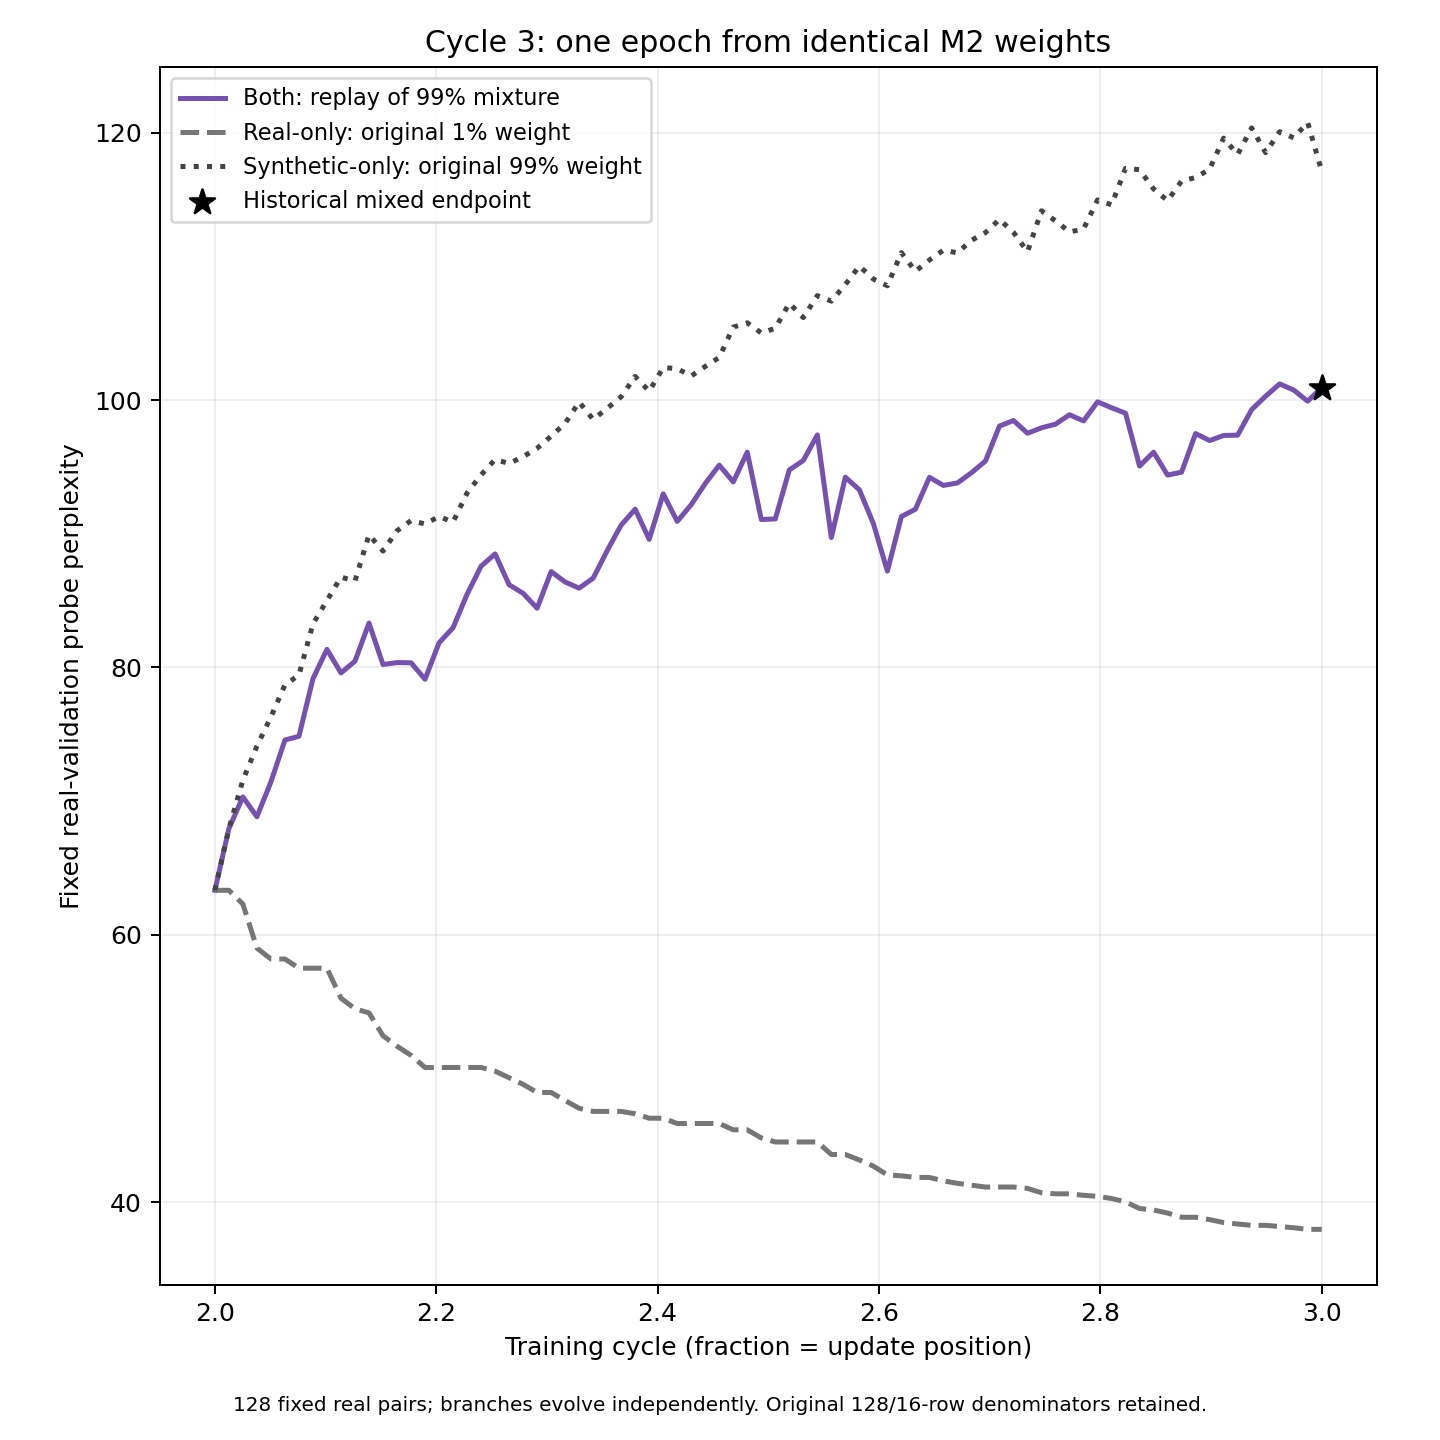 Cycle 3: one epoch from identical M2 weights
Both: replay of 99% mixture
Real-only: original 1% weight
Synthetic-only: original 99% weight
Historical mixed endpoint
Fixed real-validation probe perplexity
120
100
80
60
40
2.0 2.2 2.4 2.6 2.8 3.0
Training cycle (fraction = update position)
128 fixed real pairs; branches evolve independently. Original 128/16-row denominators retained.